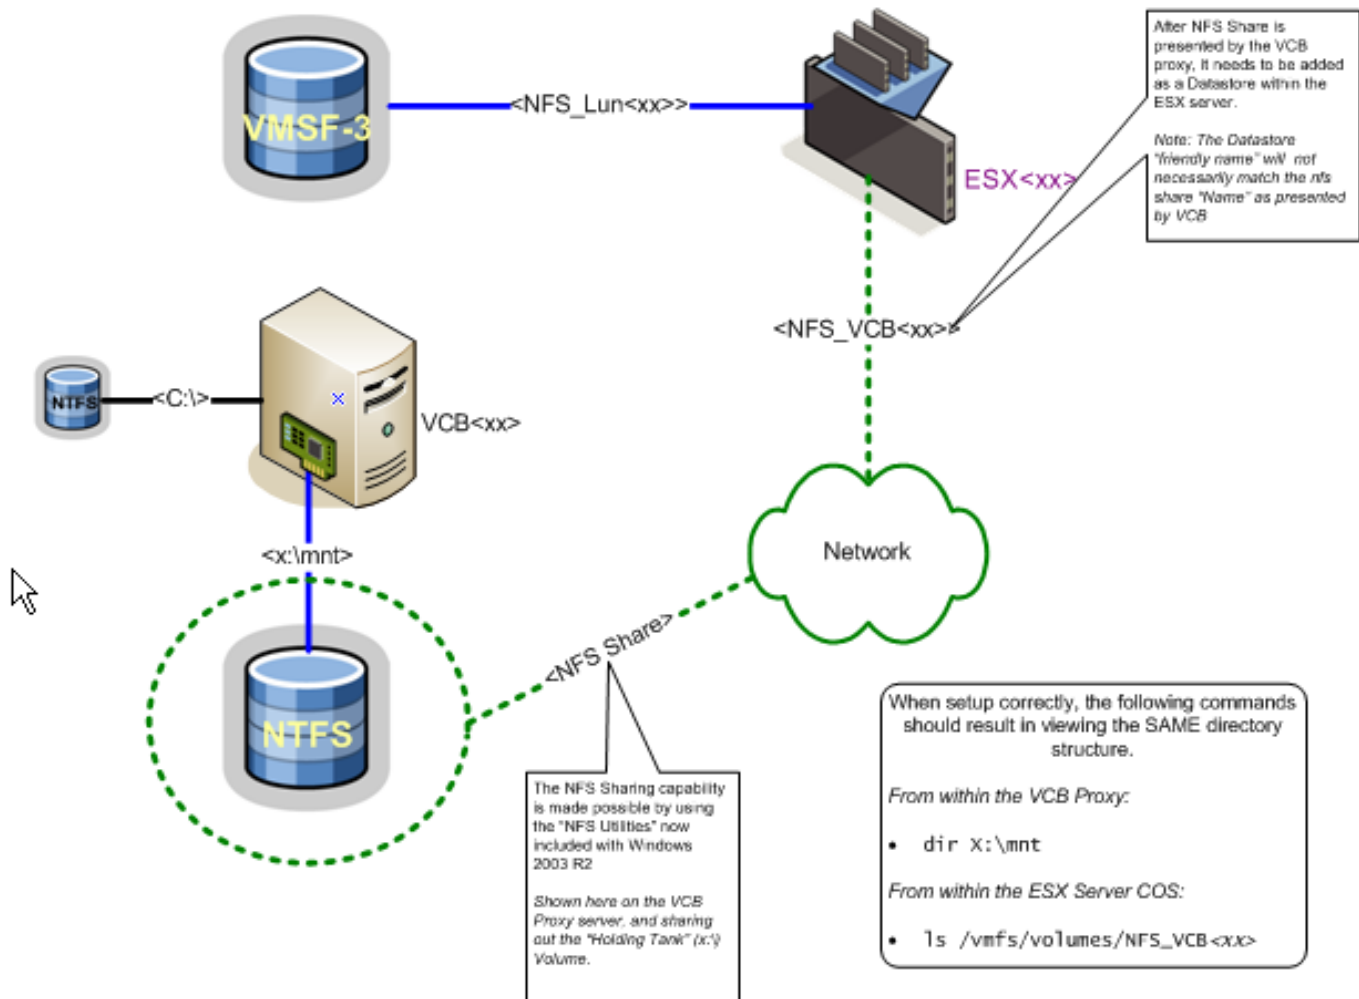 VMSF-3
<NFS_Lun<xx>>
ESX<xx>
After NFS Share is
presented by the VCB
proxy, it needs to be added
as a Datastore within the
ESX server.
Note: The Datastore
"friendly name" will not
necessarily match the nfs
share "Name" as presented
by VCB
<NFS_VCB<xx>>
NTFS
<C:\>
VCB<xx>
<x:\mnt>
Network
<NFS Share>
NTFS
The NFS Sharing capability
is made possible by using
the "NFS Utilities" now
included with Windows
2003 R2
Shown here on the VCB
Proxy server, and sharing
out the "Holding Tank" (x:\)
Volume.
When setup correctly, the following commands
should result in viewing the SAME directory
structure.
From within the VCB Proxy:
• dir X:\mnt
From within the ESX Server COS:
• ls /vmfs/volumes/NFS_VCB<xx>